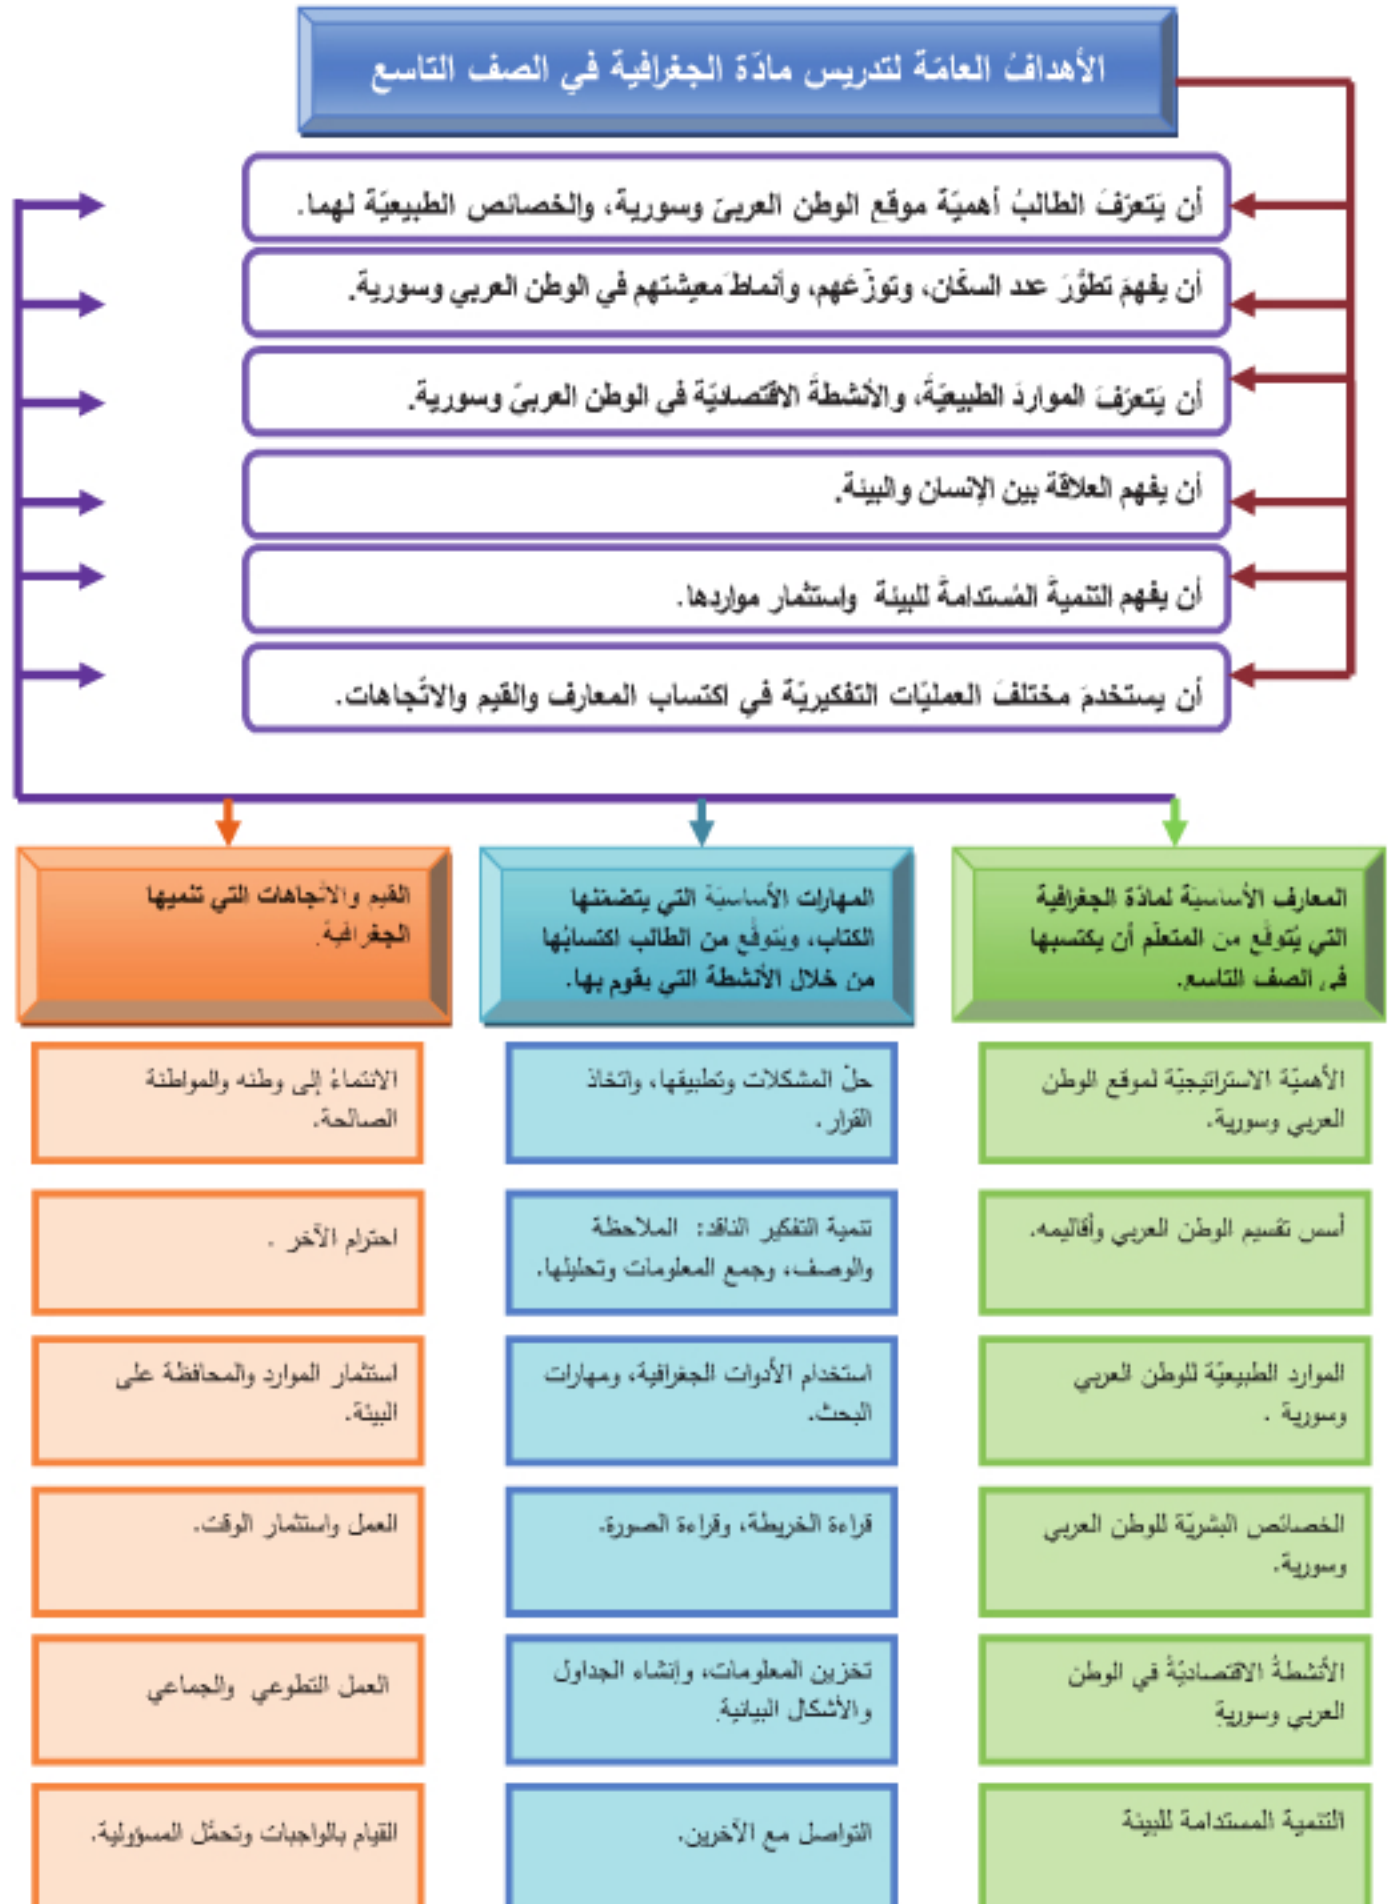 الأهدافُ العامّة لتدريس مادّة الجغرافية في الصف التاسع
أن يَتعرّفَ الطالبُ أهميّة موقع الوطن العربيّ وسورية، والخصائص الطبيعيّة لهما.
أن يفهمَ تطوُّرَ عدد السكّان، وتوزّعَهم، وأنماطَ معيشتهم في الوطن العربي وسورية.
أن يَتعرّفَ المواردَ الطبيعيّةَ، والأنشطةَ الاقتصاديّة في الوطن العربيّ وسورية.
أن يفهم العلاقة بين الإنسان والبيئة.
أن يفهم التنميةَ المُستدامةَ للبيئة واستثمار مواردها.
أن يستخدمَ مختلفَ العمليّات التفكيريّة في اكتساب المعارف والقيم والاتّجاهات.
المعارف الأساسيّة لمادّة الجغرافية
التي يُتوقَّع من المتعلّم أن يكتسبها
في الصف التاسع.
الأهميّة الاستراتيجيّة لموقع الوطن
العربي وسورية.
أسس تقسيم الوطن العربي وأقاليمه.
الموارد الطبيعيّة للوطن العربي
وسورية .
الخصائص البشريّة للوطن العربي
وسورية.
الأنشطةُ الاقتصاديّةُ في الوطن
العربي وسورية
التنمية المستدامة للبيئة
المهارات الأساسيّة التي يتضمّنها
الكتاب، ويُتوقَّع من الطالب اكتسابُها
من خلال الأنشطة التي يقوم بها.
حلّ المشكلات وتطبيقها، واتخاذ
القرار.
تنمية التفكير الناقد: الملاحظة
والوصف، وجمع المعلومات وتحليلها.
استخدام الأدوات الجغرافية، ومهارات
البحث.
قراءة الخريطة، وقراءة الصورة.
تخزين المعلومات، وإنشاء الجداول
والأشكال البيانية.
التواصل مع الآخرين.
القيم والاتّجاهات التي تنميها
الجغرافية.
الانتماءُ إلى وطنه والمواطنة
الصالحة.
احترام الآخر .
استثمار الموارد والمحافظة على
البيئة.
العمل واستثمار الوقت.
العمل التطوعي والجماعي
القيام بالواجبات وتحمّل المسؤولية.